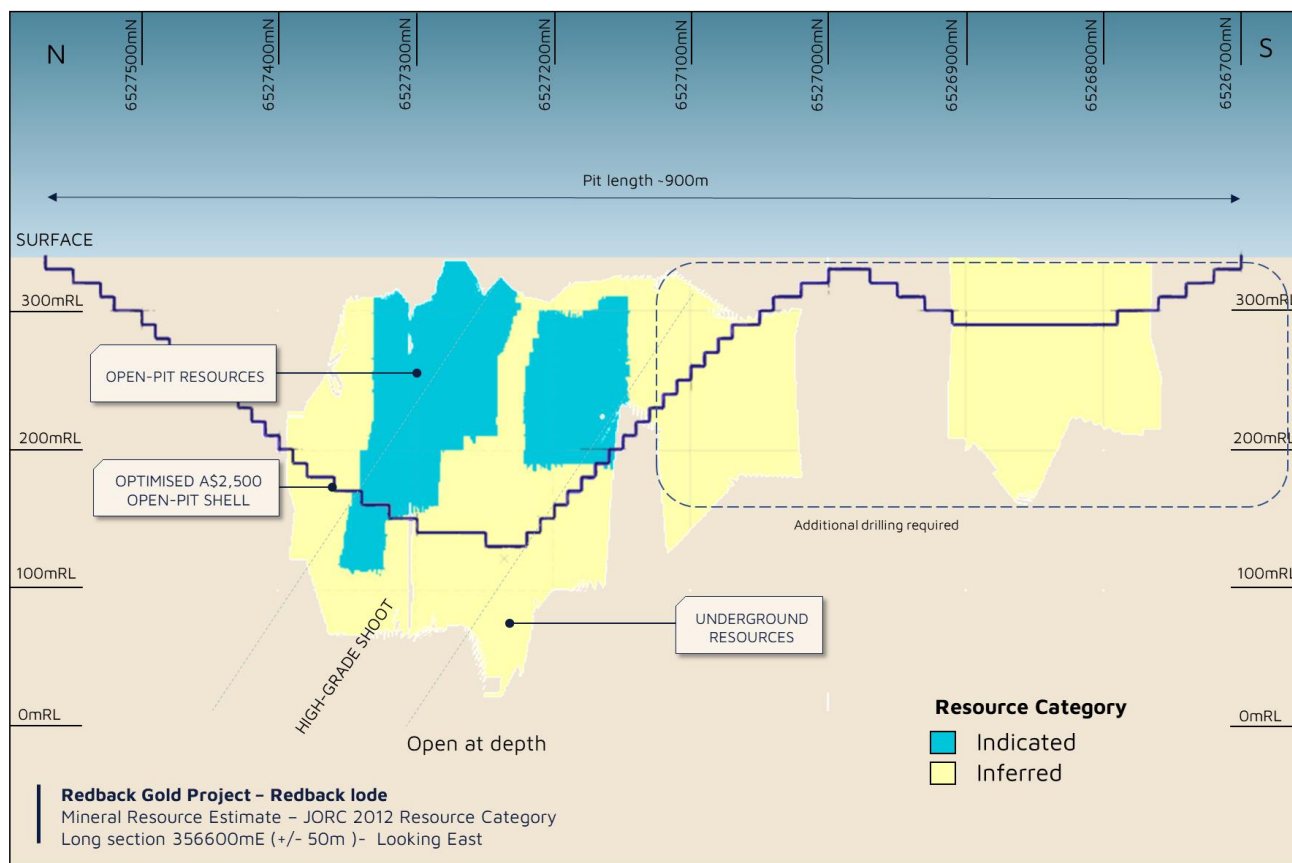 N
S
6527500mN
6527400mN
6527300mN
6527200mN
6527100mN
6527000mN
6526900mN
6526800mN
6526700mN
Pit length ~900m
SURFACE
300mRL
300mRL
OPEN-PIT RESOURCES
200mRL
200mRL
OPTIMISED A$2,500
OPEN-PIT SHELL
Additional drilling required
100mRL
100mRL
HIGH-GRADE SHOOT
UNDERGROUND
RESOURCES
0mRL
0mRL
Open at depth
Resource Category
Indicated
Inferred
Redback Gold Project – Redback lode
Mineral Resource Estimate – JORC 2012 Resource Category
Long section 356600mE (+/- 50m )- Looking East